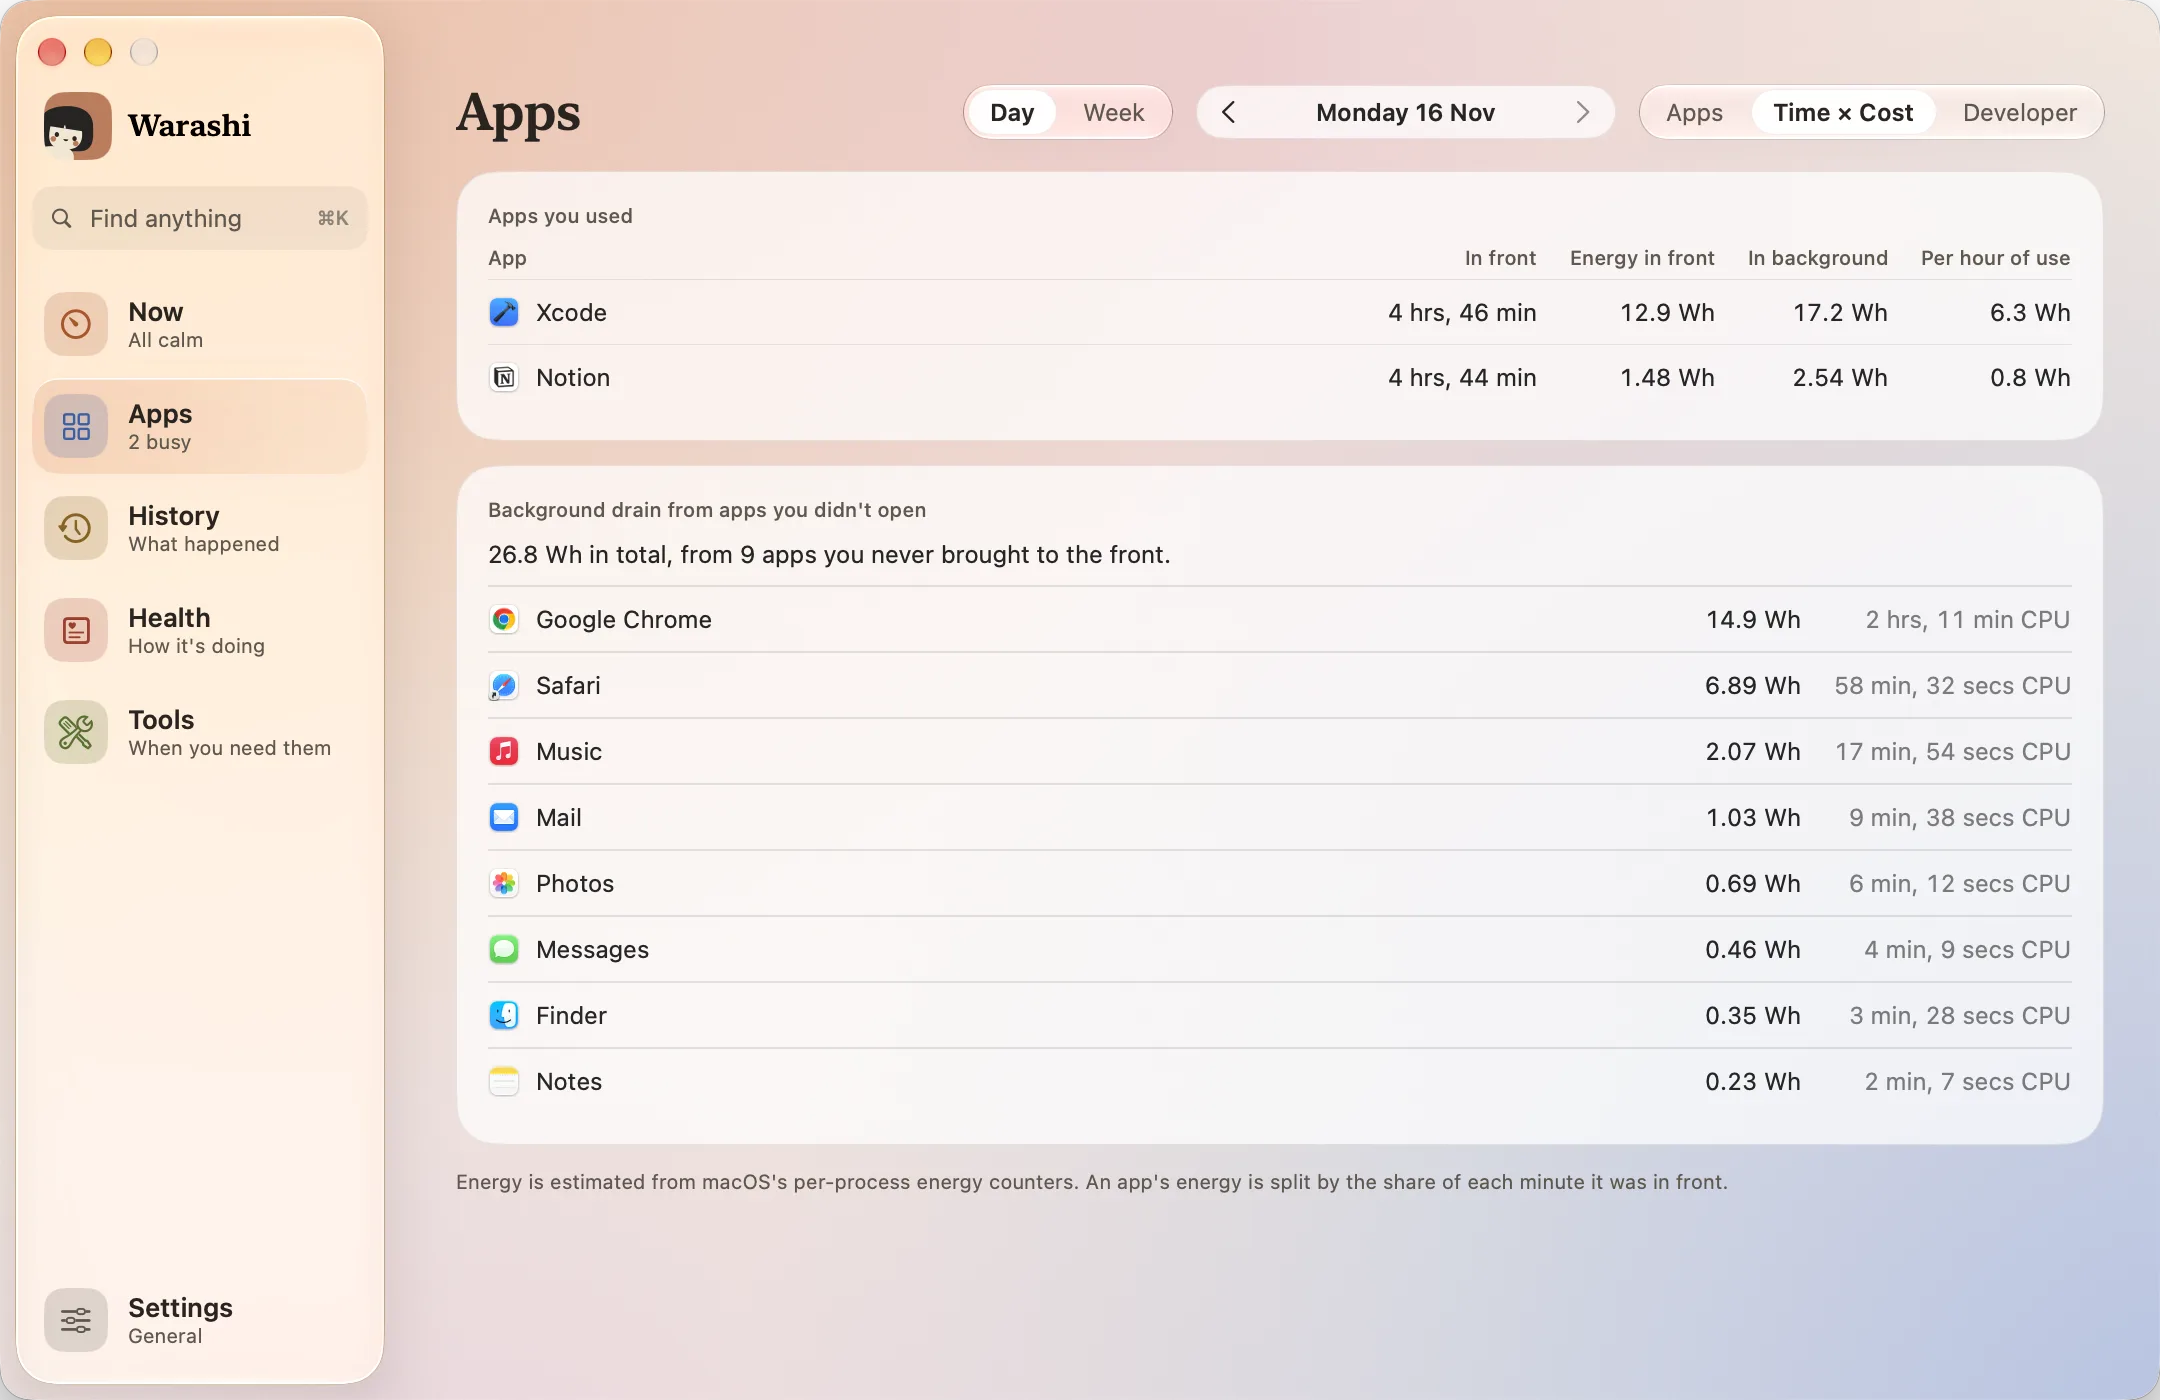 Warashi
Find anything ⌘K
Now
All calm
Apps
2 busy
History
What happened
Health
How it's doing
Tools
When you need them
Settings
General
Apps
Day Week
Monday 16 Nov
Apps Time × Cost Developer
Apps you used
App In front Energy in front In background Per hour of use
Xcode 4 hrs, 46 min 12.9 Wh 17.2 Wh 6.3 Wh
Notion 4 hrs, 44 min 1.48 Wh 2.54 Wh 0.8 Wh
Background drain from apps you didn't open
26.8 Wh in total, from 9 apps you never brought to the front.
Google Chrome 14.9 Wh 2 hrs, 11 min CPU
Safari 6.89 Wh 58 min, 32 secs CPU
Music 2.07 Wh 17 min, 54 secs CPU
Mail 1.03 Wh 9 min, 38 secs CPU
Photos 0.69 Wh 6 min, 12 secs CPU
Messages 0.46 Wh 4 min, 9 secs CPU
Finder 0.35 Wh 3 min, 28 secs CPU
Notes 0.23 Wh 2 min, 7 secs CPU
Energy is estimated from macOS's per-process energy counters. An app's energy is split by the share of each minute it was in front.